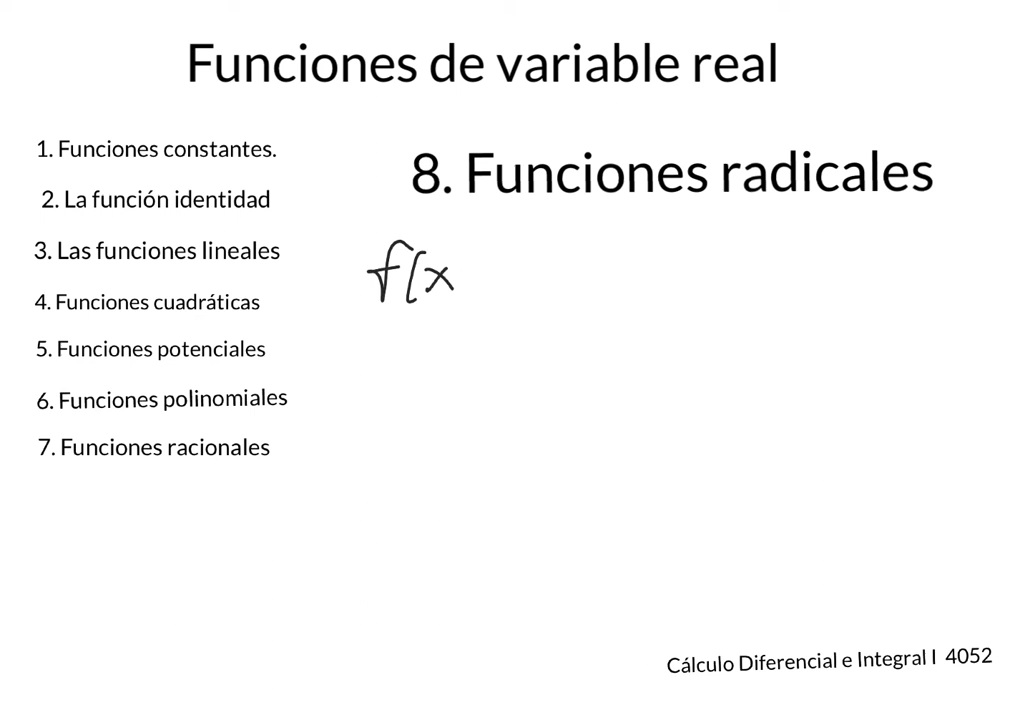 Funciones de variable real
1. Funciones constantes.
2. La función identidad
3. Las funciones lineales
4. Funciones cuadráticas
5. Funciones potenciales
6. Funciones polinomiales
7. Funciones racionales
8. Funciones radicales
f(x
Cálculo Diferencial e Integral I 4052